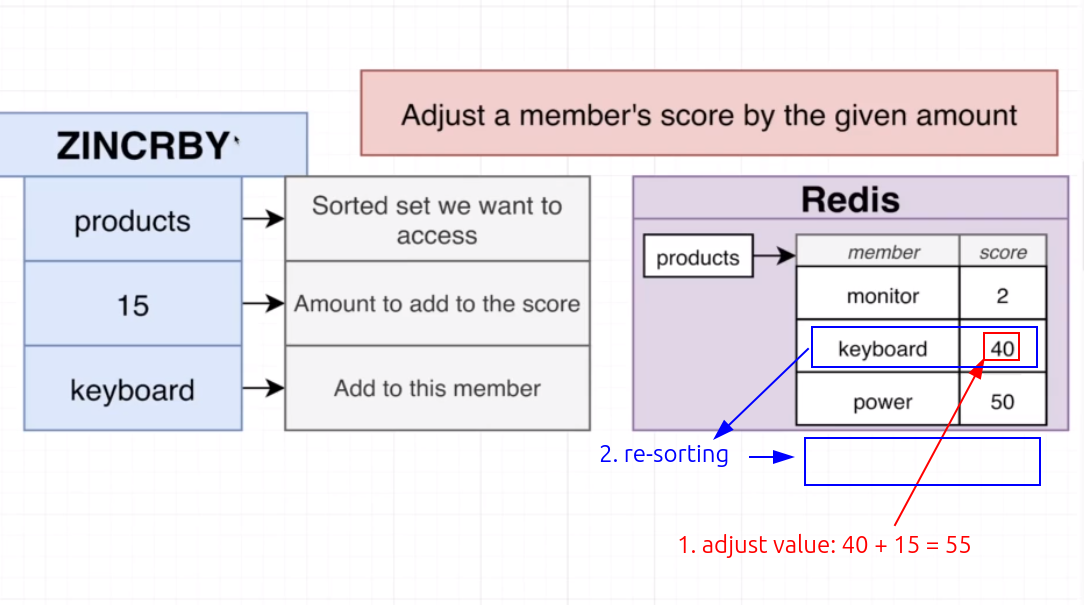 Adjust a member's score by the given amount
ZINCRBY
products
Sorted set we want to
access
15
Amount to add to the score
keyboard
Add to this member
Redis
products
member score
monitor 2
keyboard 40
power 50
2. re-sorting
1. adjust value: 40 + 15 = 55